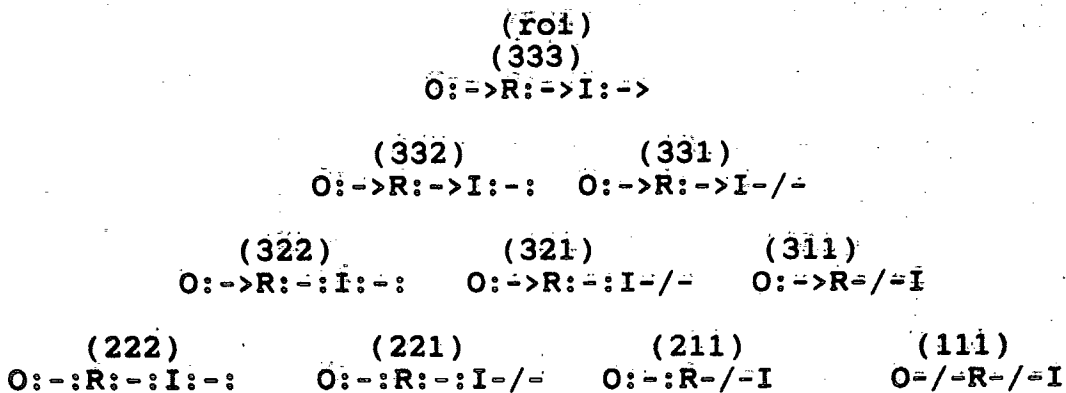 (roi)
(333)
O:->R:->I:->
(332) (331)
O:->R:->I:-: O:->R:->I-/-
(322) (321) (311)
O:->R:-:I:-: O:->R:-:I-/- O:->R-/-I
(222) (221) (211) (111)
O:-:R:-:I:-: O:-:R:-:I-/- O:-:R-/-I O-/-R-/-I